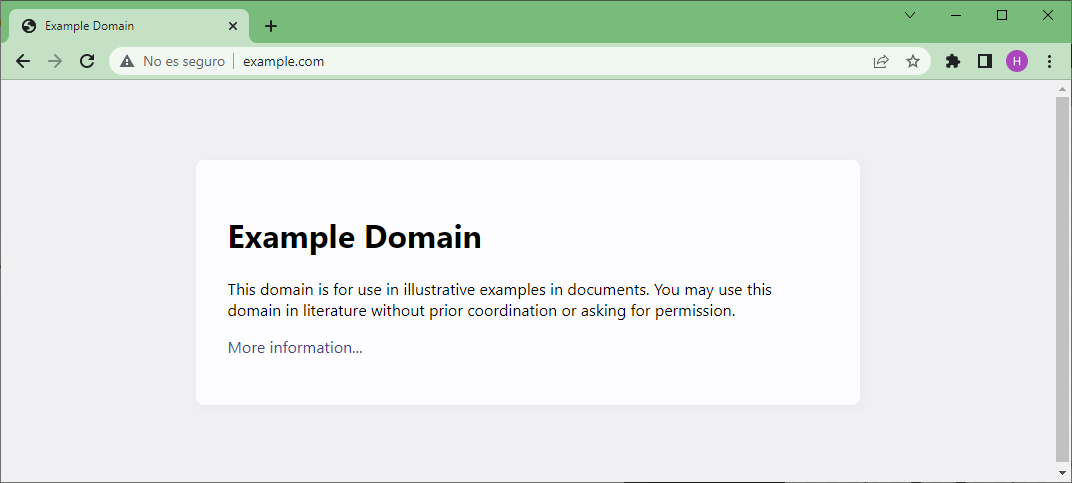 Example Domain
No es seguro
example.com
H
Example Domain
This domain is for use in illustrative examples in documents. You may use this
domain in literature without prior coordination or asking for permission.
More information...